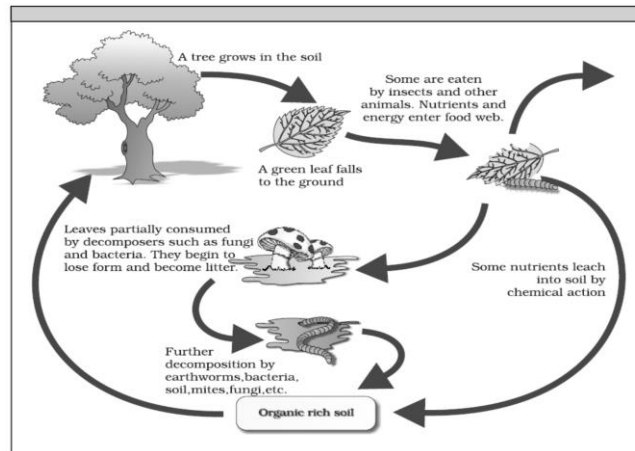 A tree grows in the soil
Some are eaten
by insects and other
animals. Nutrients and
energy enter food web.
A green leaf falls
to the ground
Leaves partially consumed
by decomposers such as fungi
and bacteria. They begin to
lose form and become litter.
Some nutrients leach
into soil by
chemical action
Further
decomposition by
earthworms,bacteria,
soil,mites,fungi,etc.
Organic rich soil